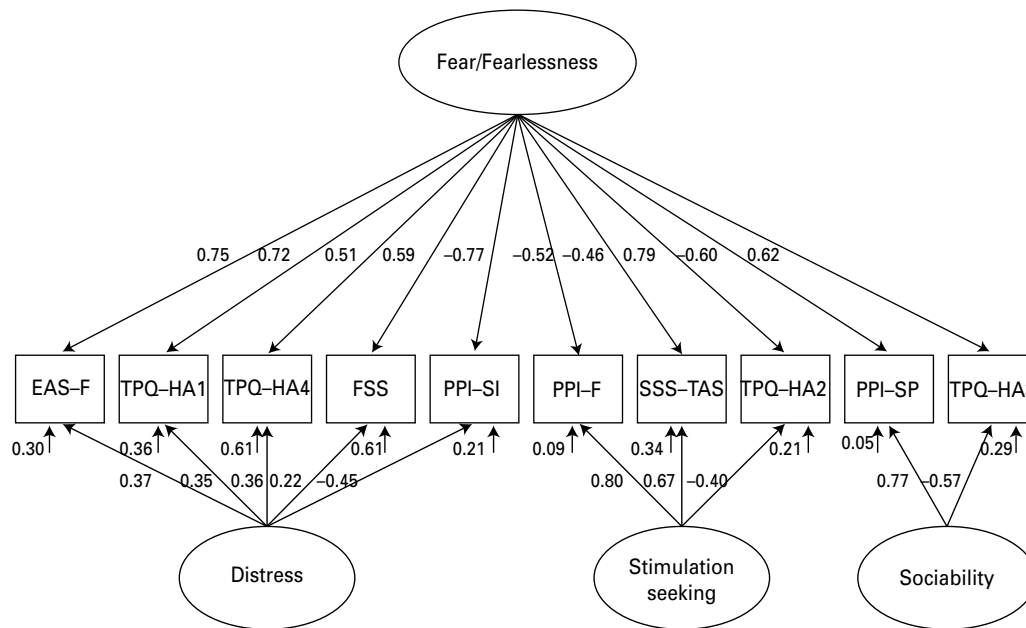 Fear/Fearlessness
0.75 0.72 0.51 0.59 –0.77 –0.52 –0.46 0.79 –0.60 0.62
EAS–F TPQ–HA1 TPQ–HA4 FSS PPI–SI PPI–F SSS–TAS TPQ–HA2 PPI–SP
0.30 0.36 0.61 0.61 0.21 0.09 0.34 0.21 0.05 0.29
0.37 0.35 0.36 0.22 –0.45 0.80 0.67 –0.40 0.77 –0.57
Distress
Stimulation
seeking
Sociability